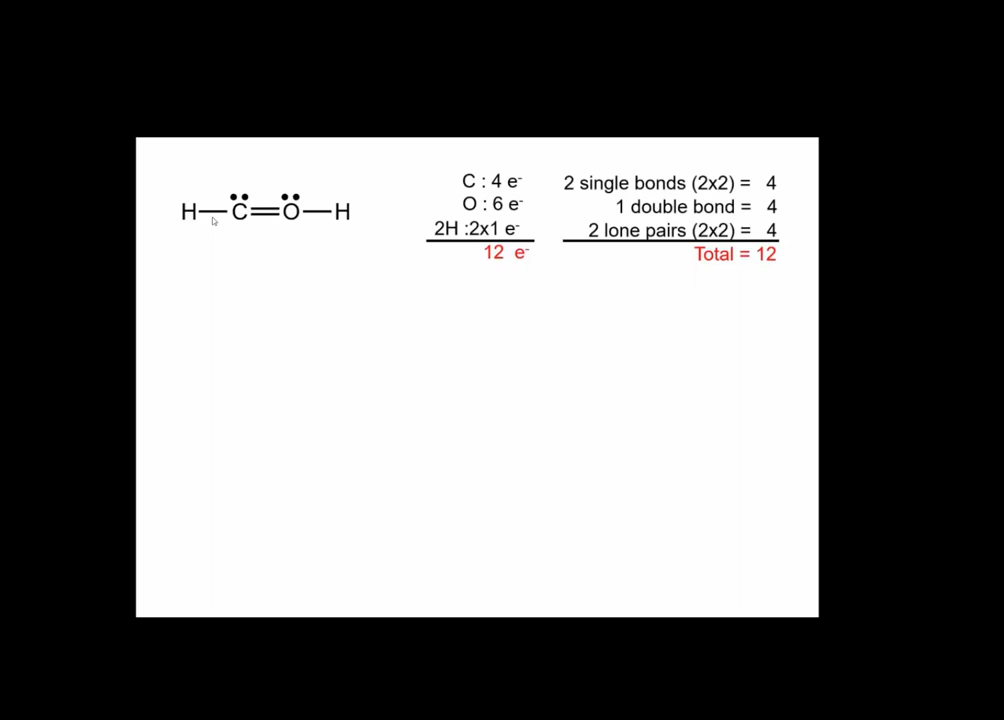 H—C̈=Ö—H
C : 4 e⁻
O : 6 e⁻
2H :2x1 e⁻
12 e⁻
2 single bonds (2x2) = 4
1 double bond = 4
2 lone pairs (2x2) = 4
Total = 12